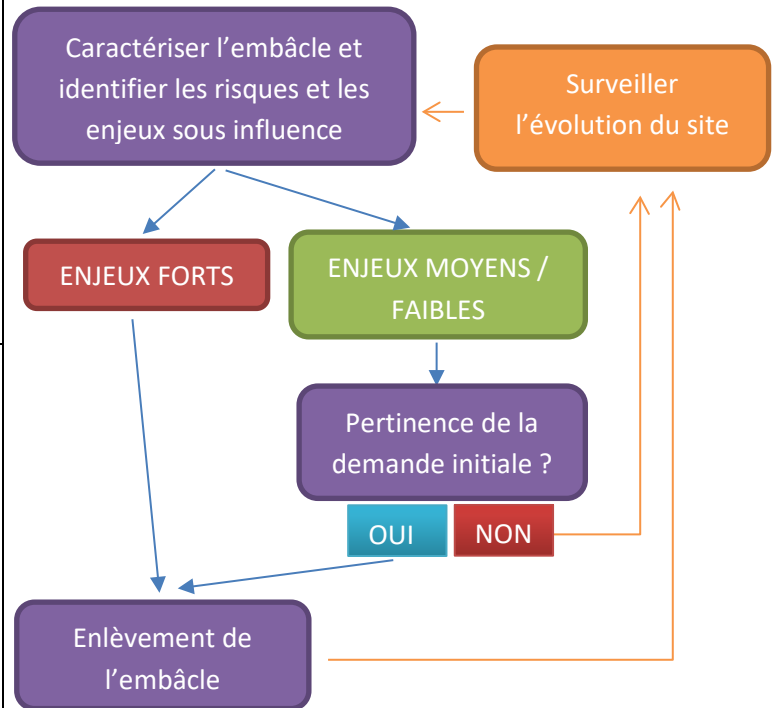 Caractériser l’embâcle et
identifier les risques et les
enjeux sous influence
Surveiller
l’évolution du site
ENJEUX FORTS
ENJEUX MOYENS /
FAIBLES
Pertinence de la
demande initiale ?
OUI
NON
Enlèvement de
l’embâcle